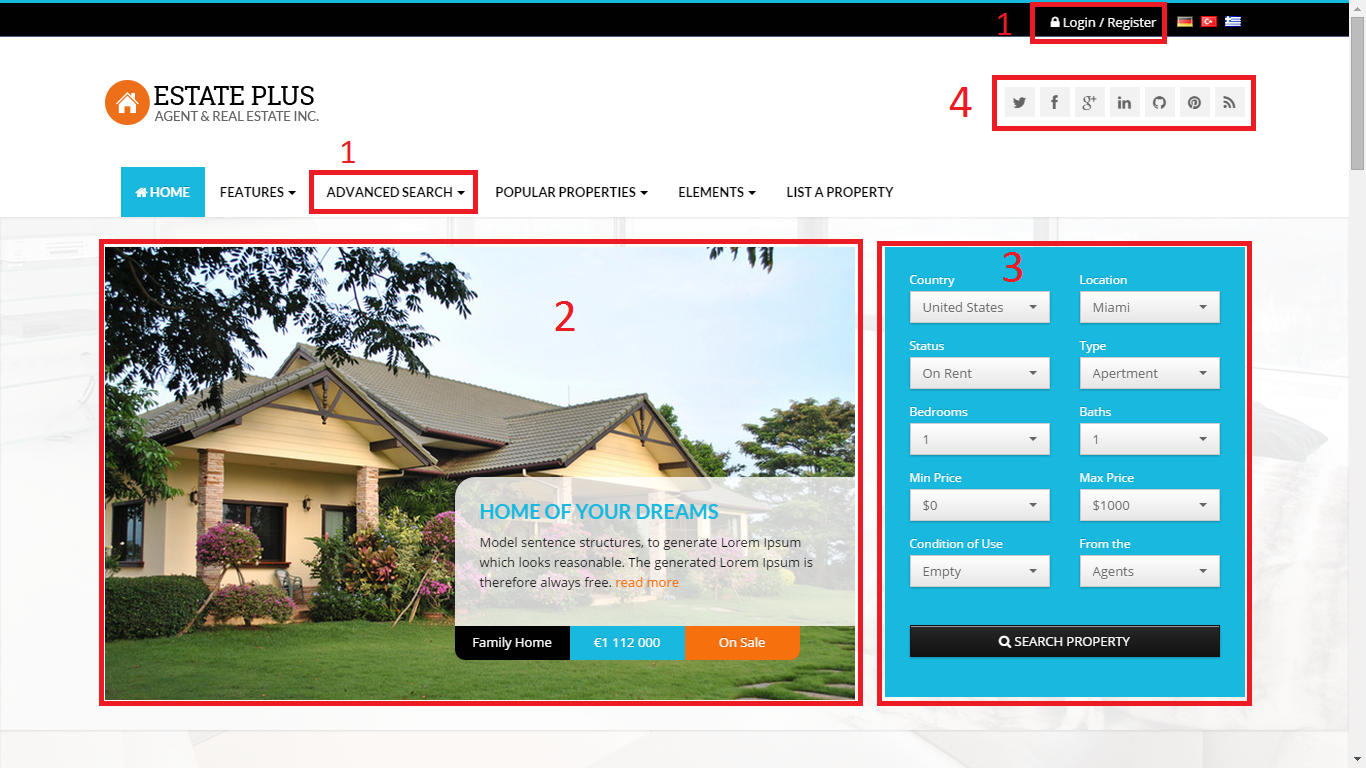 1
Login / Register
ESTATE PLUS
AGENT & REAL ESTATE INC.
4
1
HOME
FEATURES
ADVANCED SEARCH
POPULAR PROPERTIES
ELEMENTS
LIST A PROPERTY
2
HOME OF YOUR DREAMS
Model sentence structures, to generate Lorem Ipsum
which looks reasonable. The generated Lorem Ipsum is
therefore always free. read more
Family Home
€1 112 000
On Sale
3
Country
Location
United States
Miami
Status
Type
On Rent
Apertment
Bedrooms
Baths
1
1
Min Price
Max Price
$0
$1000
Condition of Use
From the
Empty
Agents
SEARCH PROPERTY